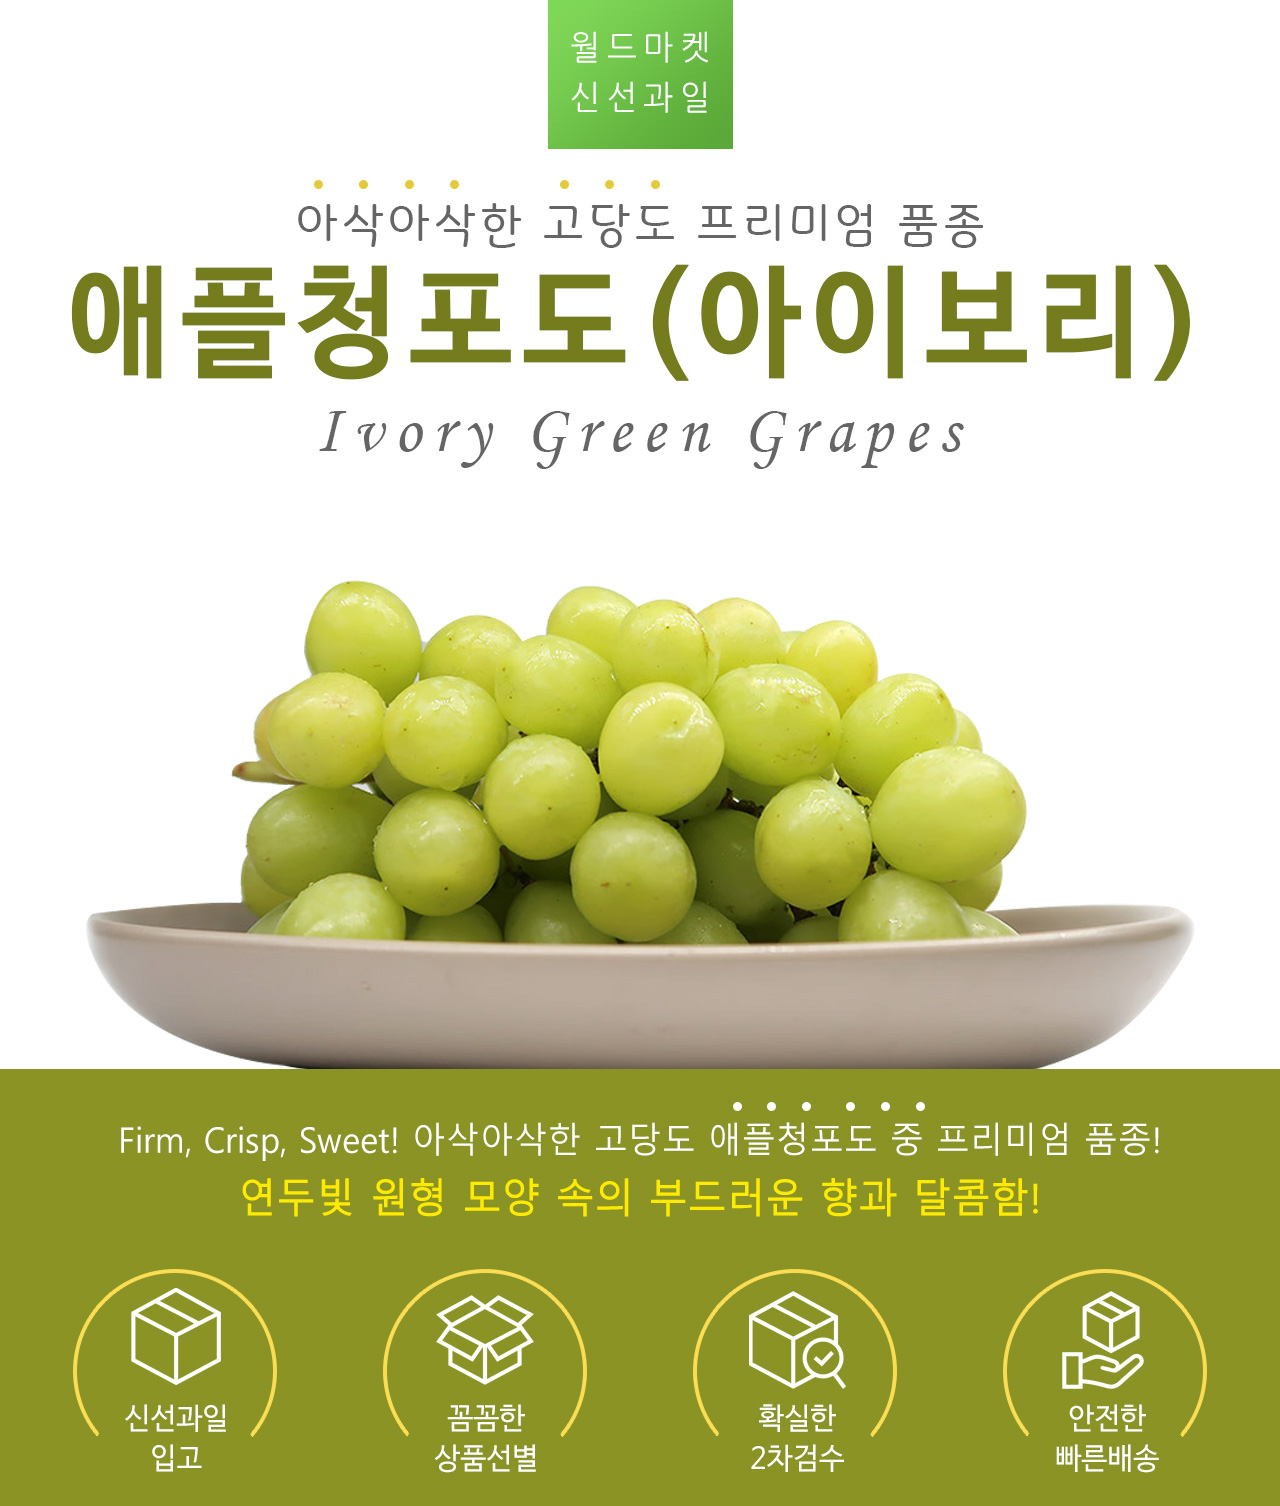 월드마켓
신선과일
아삭아삭한 고당도 프리미엄 품종
애플청포도(아이보리)
Ivory Green Grapes
Firm, Crisp, Sweet! 아삭아삭한 고당도 애플청포도 중 프리미엄 품종!
연두빛 원형 모양 속의 부드러운 향과 달콤함!
신선과일
입고
꼼꼼한
상품선별
확실한
2차검수
안전한
빠른배송